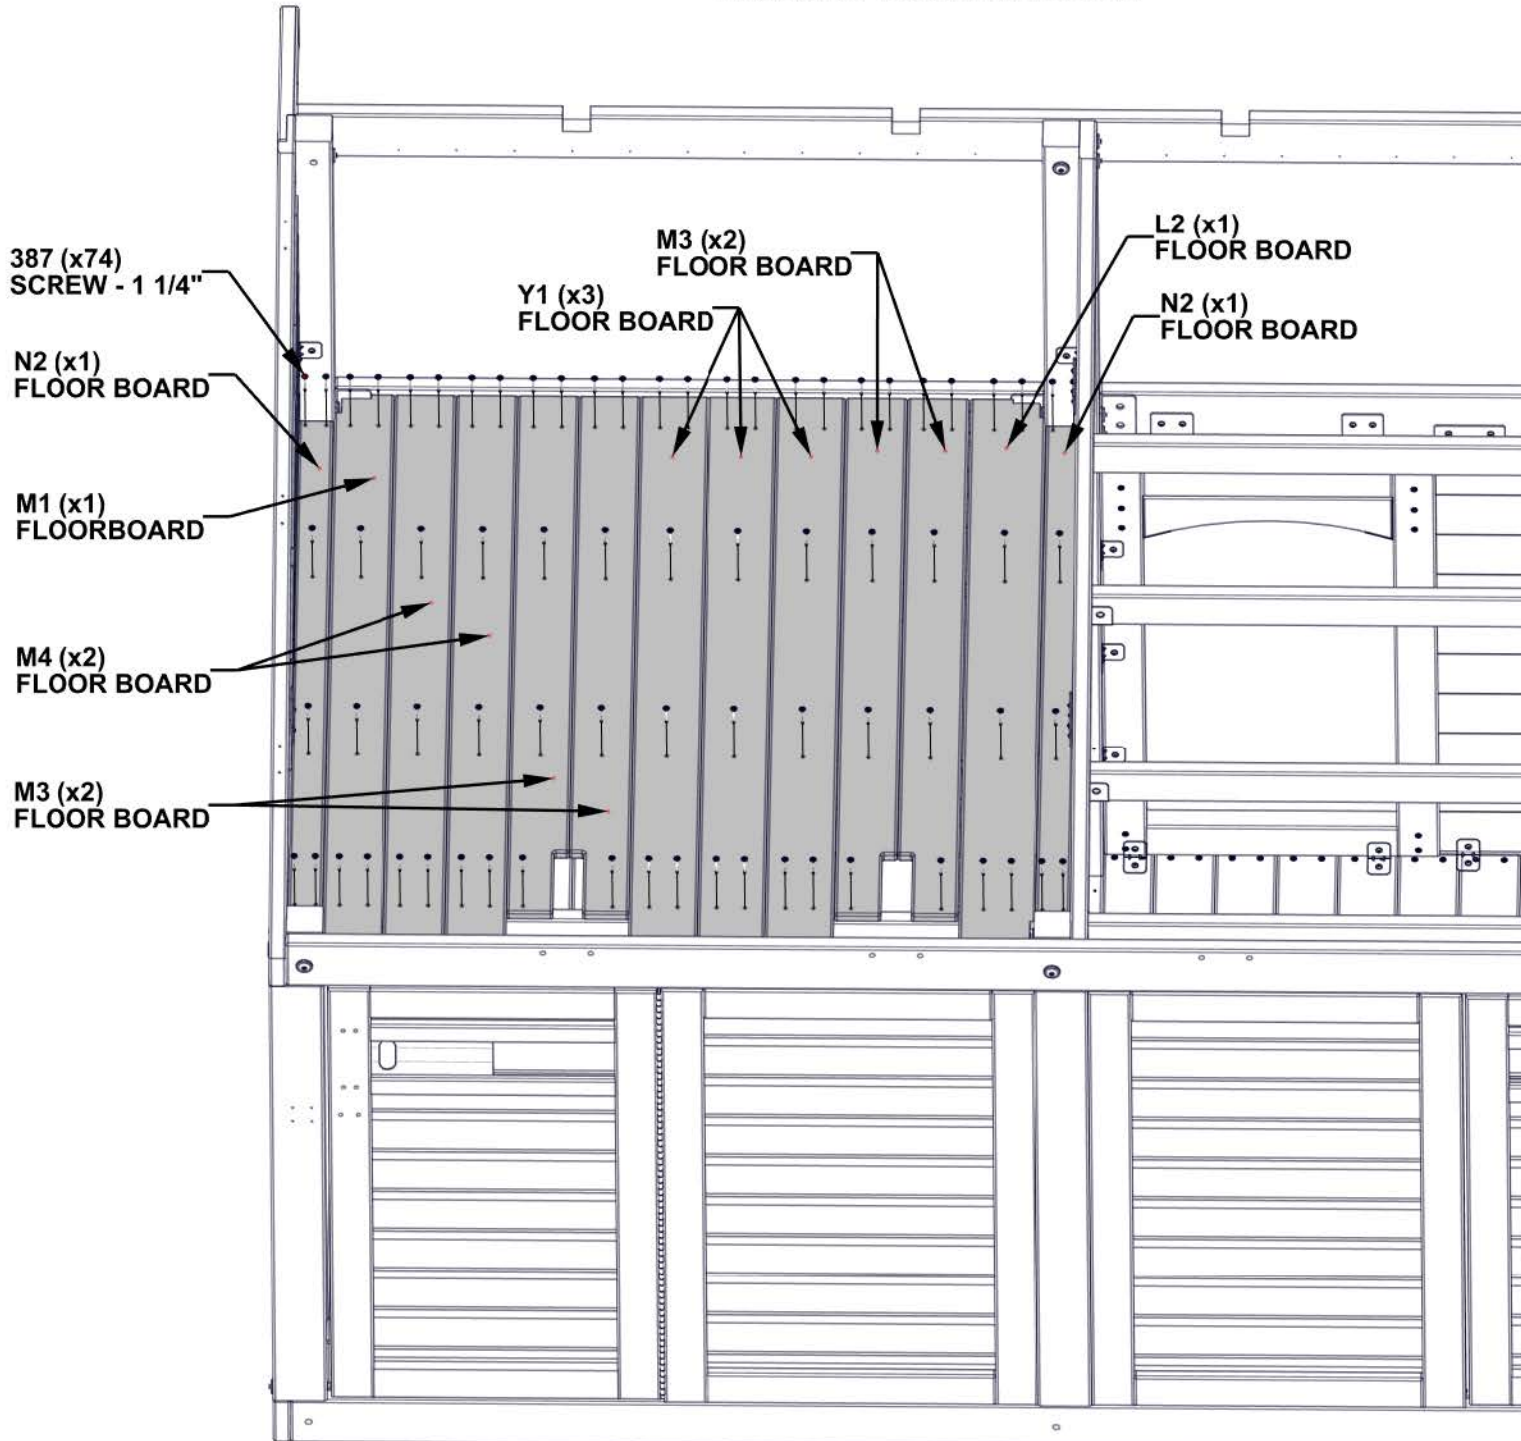 387 (x74)
SCREW - 1 1/4"
N2 (x1)
FLOOR BOARD
M1 (x1)
FLOORBOARD
M4 (x2)
FLOOR BOARD
M3 (x2)
FLOOR BOARD
Y1 (x3)
FLOOR BOARD
M3 (x2)
FLOOR BOARD
L2 (x1)
FLOOR BOARD
N2 (x1)
FLOOR BOARD